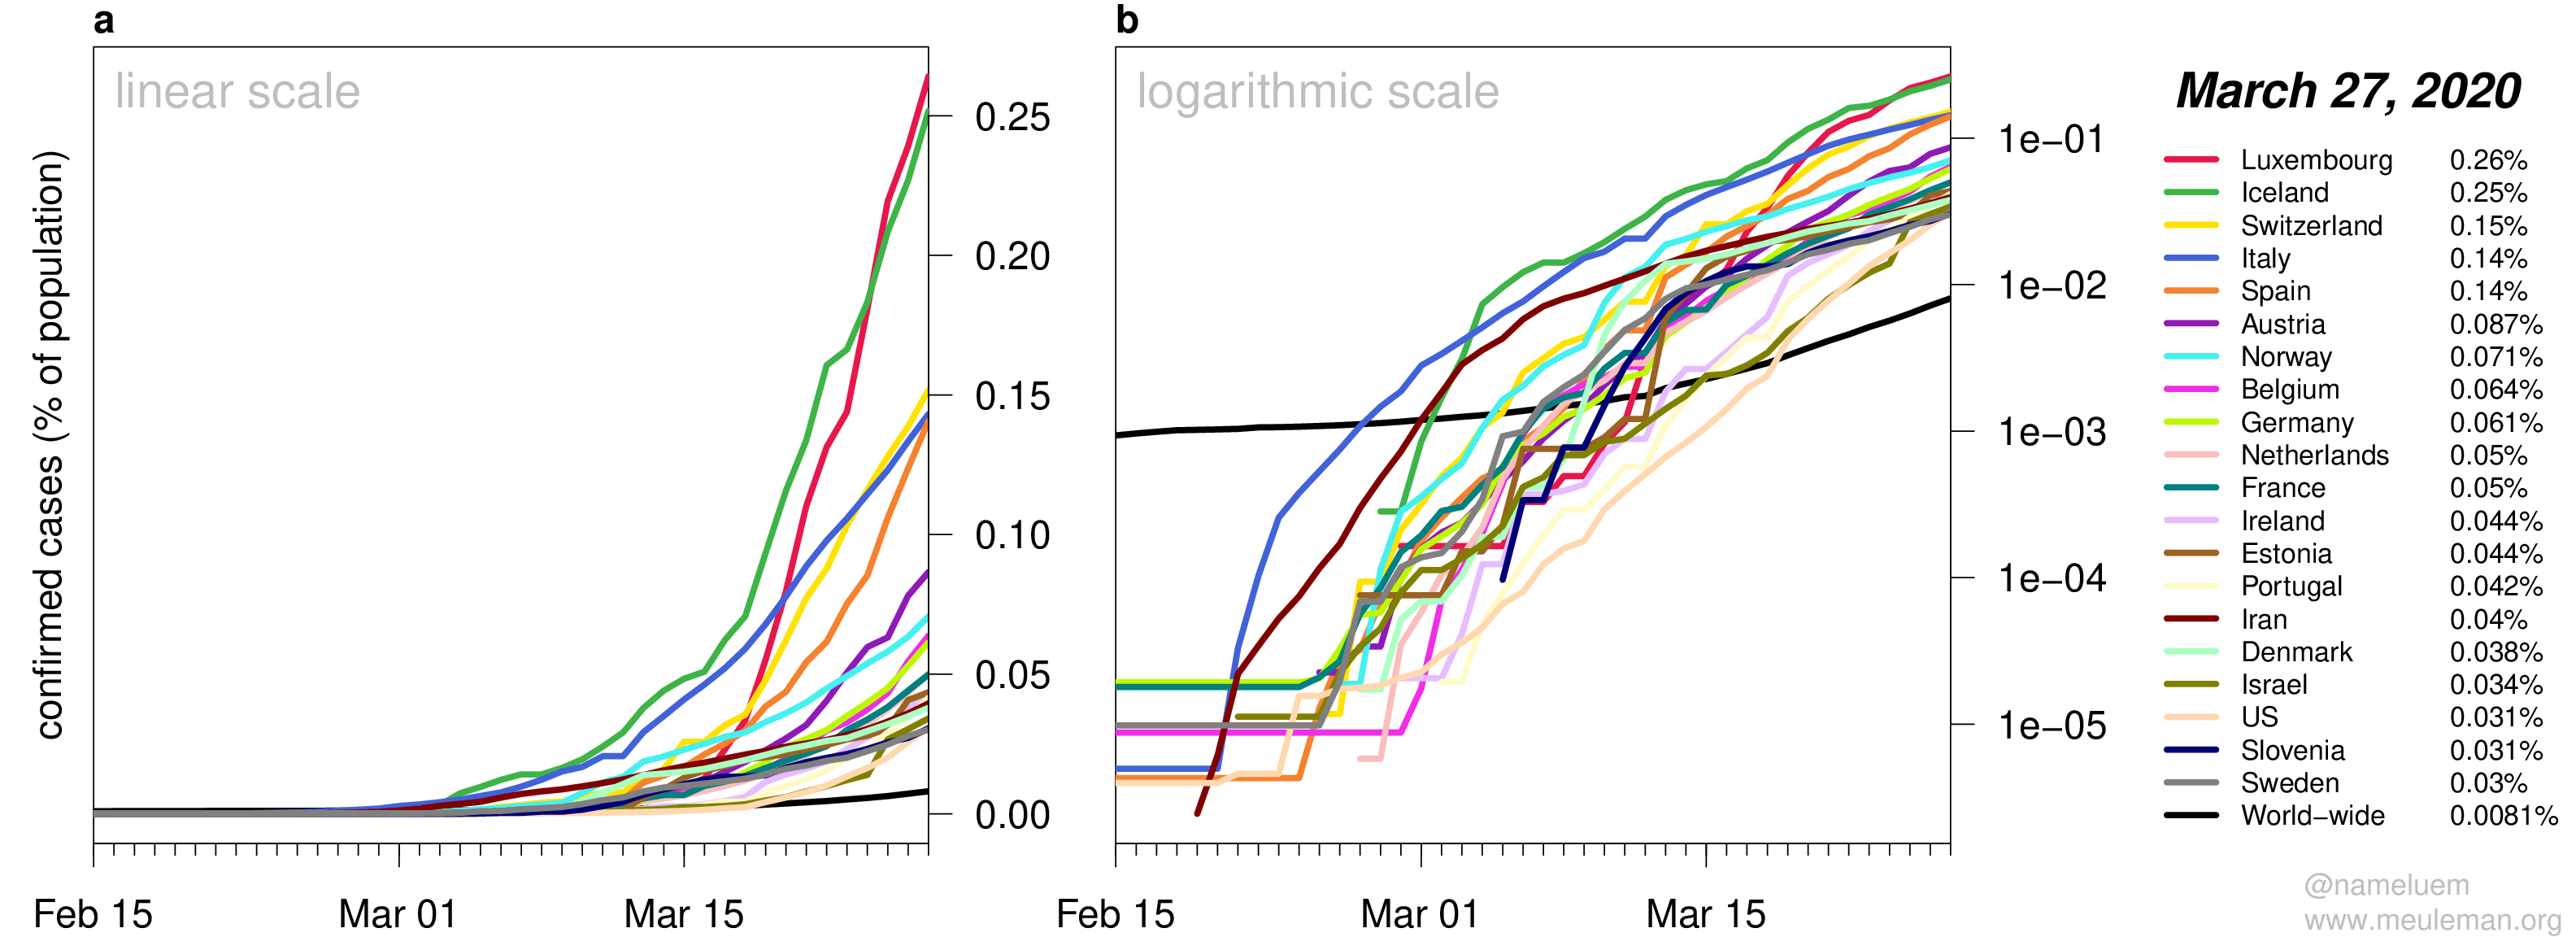 a
linear scale
confirmed cases (% of population)
0.25
0.20
0.15
0.10
0.05
0.00
Feb 15
Mar 01
Mar 15
b
logarithmic scale
1e−01
1e−02
1e−03
1e−04
1e−05
Feb 15
Mar 01
Mar 15
March 27, 2020
Luxembourg 0.26%
Iceland 0.25%
Switzerland 0.15%
Italy 0.14%
Spain 0.14%
Austria 0.087%
Norway 0.071%
Belgium 0.064%
Germany 0.061%
Netherlands 0.05%
France 0.05%
Ireland 0.044%
Estonia 0.044%
Portugal 0.042%
Iran 0.04%
Denmark 0.038%
Israel 0.034%
US 0.031%
Slovenia 0.031%
Sweden 0.03%
World−wide 0.0081%
@nameluem
www.meuleman.org